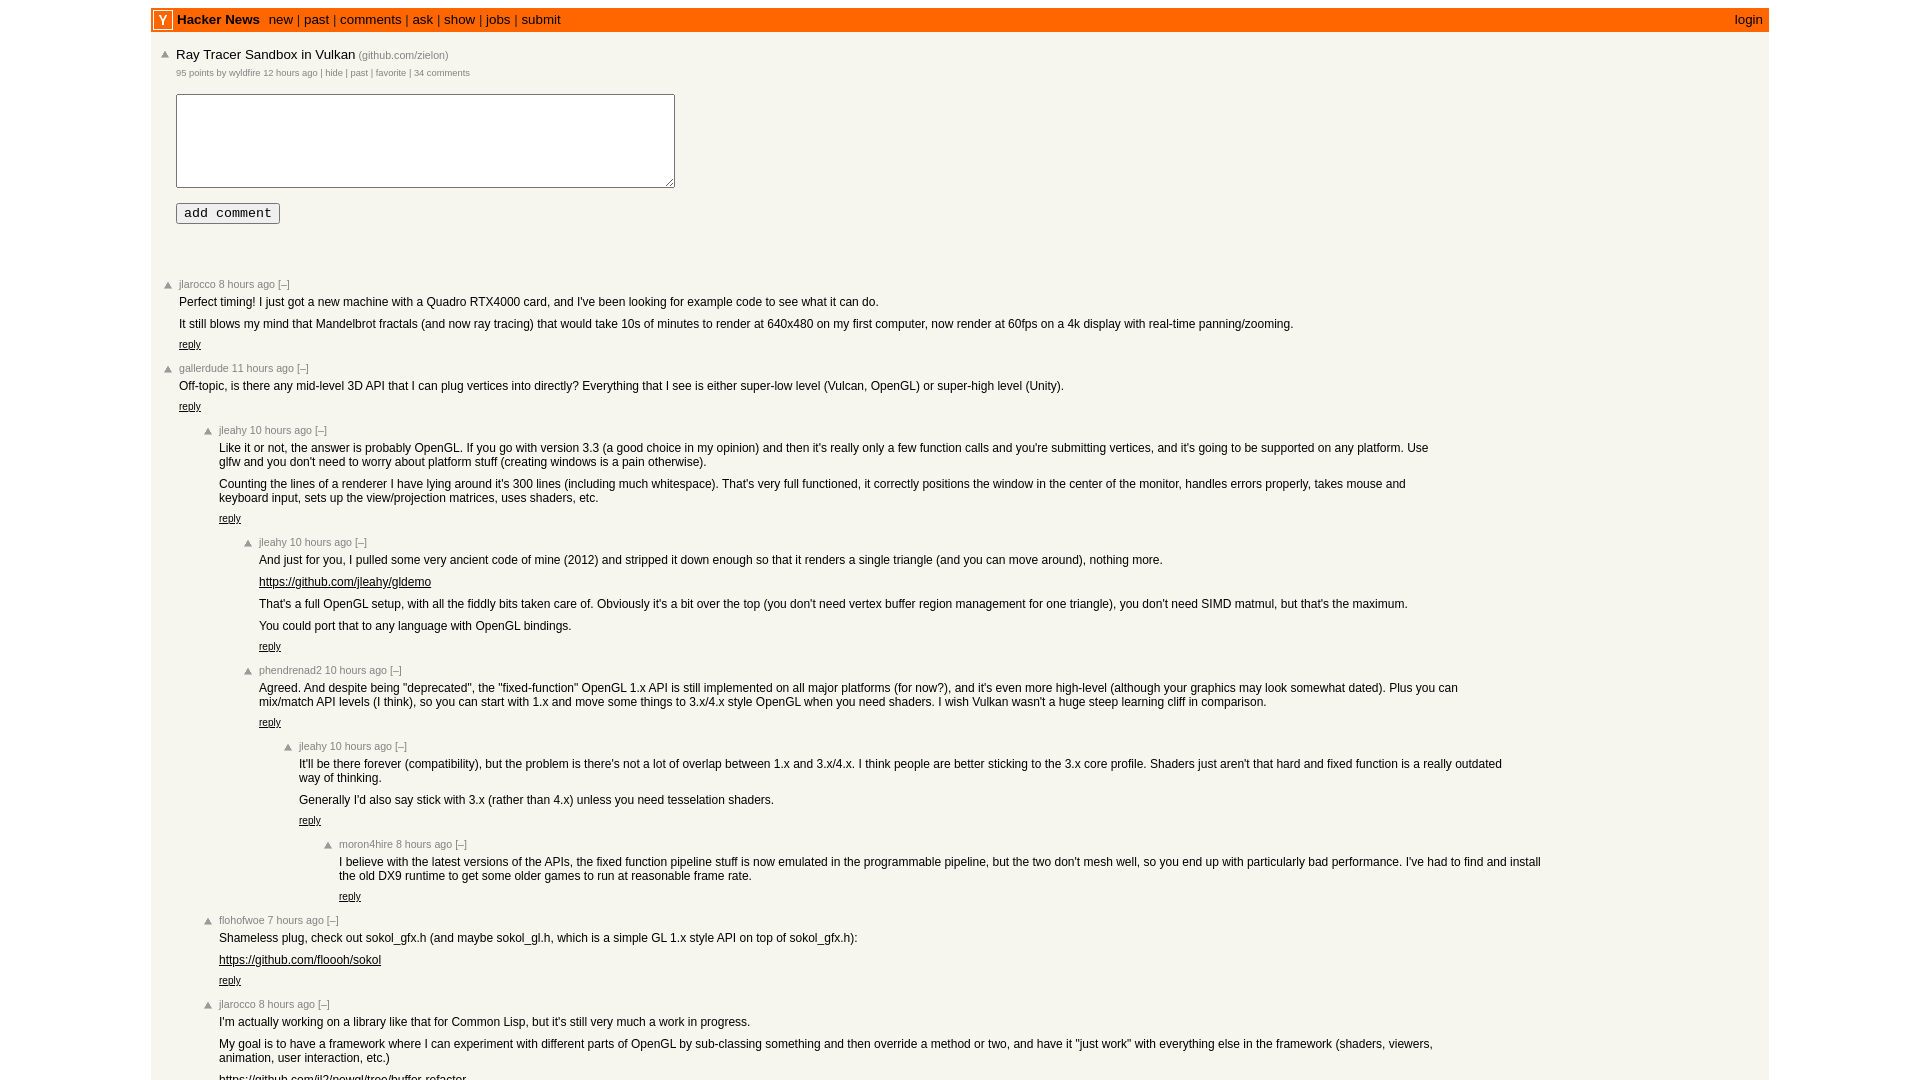 Y Hacker News new | past | comments | ask | show | jobs | submit login
Ray Tracer Sandbox in Vulkan (github.com/zielon)
95 points by wyldfire 12 hours ago | hide | past | favorite | 34 comments
add comment
jlarocco 8 hours ago [–]
Perfect timing! I just got a new machine with a Quadro RTX4000 card, and I've been looking for example code to see what it can do.
It still blows my mind that Mandelbrot fractals (and now ray tracing) that would take 10s of minutes to render at 640x480 on my first computer, now render at 60fps on a 4k display with real-time panning/zooming.
reply
gallerdude 11 hours ago [–]
Off-topic, is there any mid-level 3D API that I can plug vertices into directly? Everything that I see is either super-low level (Vulcan, OpenGL) or super-high level (Unity).
reply
jleahy 10 hours ago [–]
Like it or not, the answer is probably OpenGL. If you go with version 3.3 (a good choice in my opinion) and then it's really only a few function calls and you're submitting vertices, and it's going to be supported on any platform. Use
glfw and you don't need to worry about platform stuff (creating windows is a pain otherwise).
Counting the lines of a renderer I have lying around it's 300 lines (including much whitespace). That's very full functioned, it correctly positions the window in the center of the monitor, handles errors properly, takes mouse and
keyboard input, sets up the view/projection matrices, uses shaders, etc.
reply
jleahy 10 hours ago [–]
And just for you, I pulled some very ancient code of mine (2012) and stripped it down enough so that it renders a single triangle (and you can move around), nothing more.
https://github.com/jleahy/gldemo
That's a full OpenGL setup, with all the fiddly bits taken care of. Obviously it's a bit over the top (you don't need vertex buffer region management for one triangle), you don't need SIMD matmul, but that's the maximum.
You could port that to any language with OpenGL bindings.
reply
phendrenad2 10 hours ago [–]
Agreed. And despite being "deprecated", the "fixed-function" OpenGL 1.x API is still implemented on all major platforms (for now?), and it's even more high-level (although your graphics may look somewhat dated). Plus you can
mix/match API levels (I think), so you can start with 1.x and move some things to 3.x/4.x style OpenGL when you need shaders. I wish Vulkan wasn't a huge steep learning cliff in comparison.
reply
jleahy 10 hours ago [–]
It'll be there forever (compatibility), but the problem is there's not a lot of overlap between 1.x and 3.x/4.x. I think people are better sticking to the 3.x core profile. Shaders just aren't that hard and fixed function is a really outdated
way of thinking.
Generally I'd also say stick with 3.x (rather than 4.x) unless you need tesselation shaders.
reply
moron4hire 8 hours ago [–]
I believe with the latest versions of the APIs, the fixed function pipeline stuff is now emulated in the programmable pipeline, but the two don't mesh well, so you end up with particularly bad performance. I've had to find and install
the old DX9 runtime to get some older games to run at reasonable frame rate.
reply
flohofwoe 7 hours ago [–]
Shameless plug, check out sokol_gfx.h (and maybe sokol_gl.h, which is a simple GL 1.x style API on top of sokol_gfx.h):
https://github.com/floooh/sokol
reply
jlarocco 8 hours ago [–]
I'm actually working on a library like that for Common Lisp, but it's still very much a work in progress.
My goal is to have a framework where I can experiment with different parts of OpenGL by sub-classing something and then override a method or two, and have it "just work" with everything else in the framework (shaders, viewers,
animation, user interaction, etc.)
https://github.com/jl2/newgl/tree/buffer-refactor